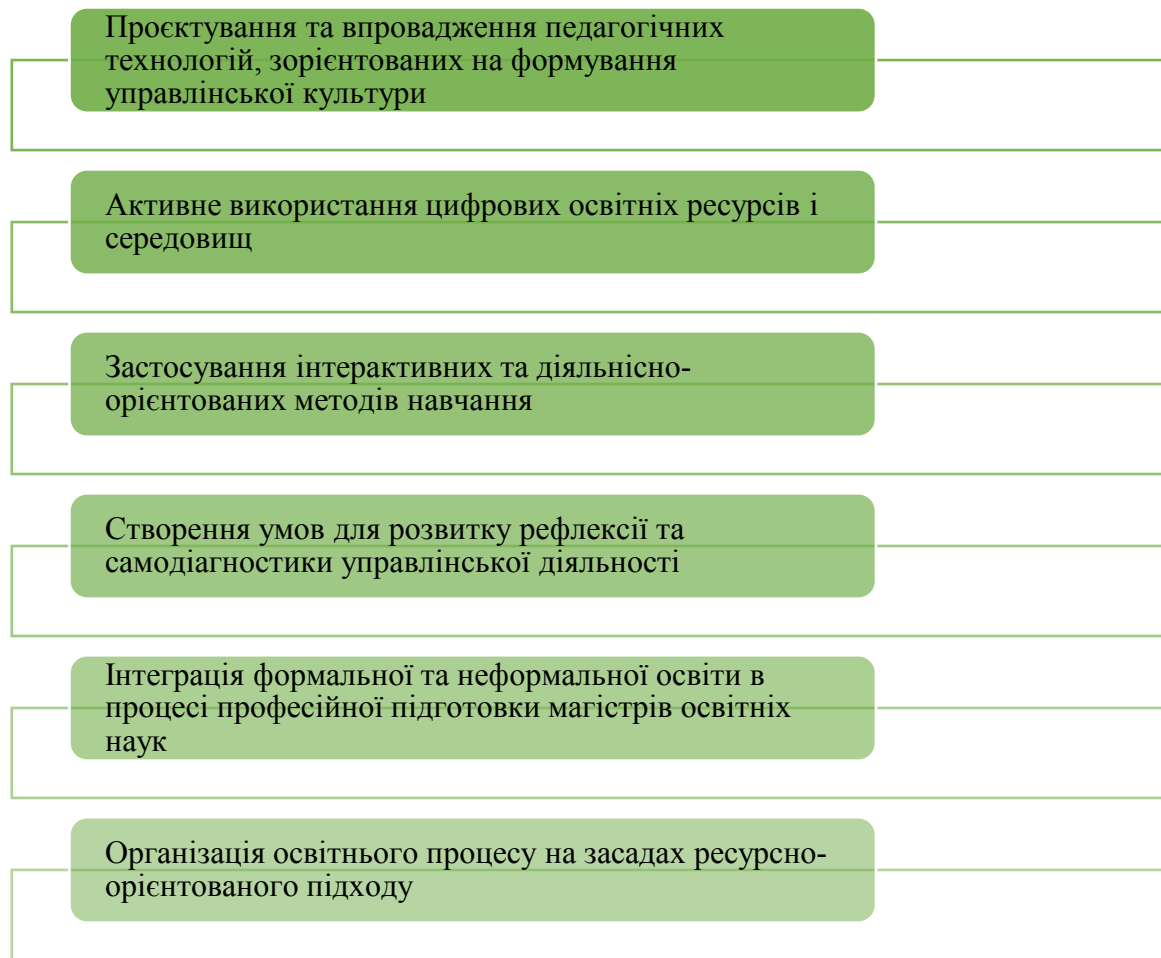 Проєктування та впровадження педагогічних
технологій, зорієнтованих на формування
управлінської культури
Активне використання цифрових освітніх ресурсів і
середовищ
Застосування інтерактивних та діяльнісно-
орієнтованих методів навчання
Створення умов для розвитку рефлексії та
самодіагностики управлінської діяльності
Інтеграція формальної та неформальної освіти в
процесі професійної підготовки магістрів освітніх
наук
Організація освітнього процесу на засадах ресурсно-
орієнтованого підходу